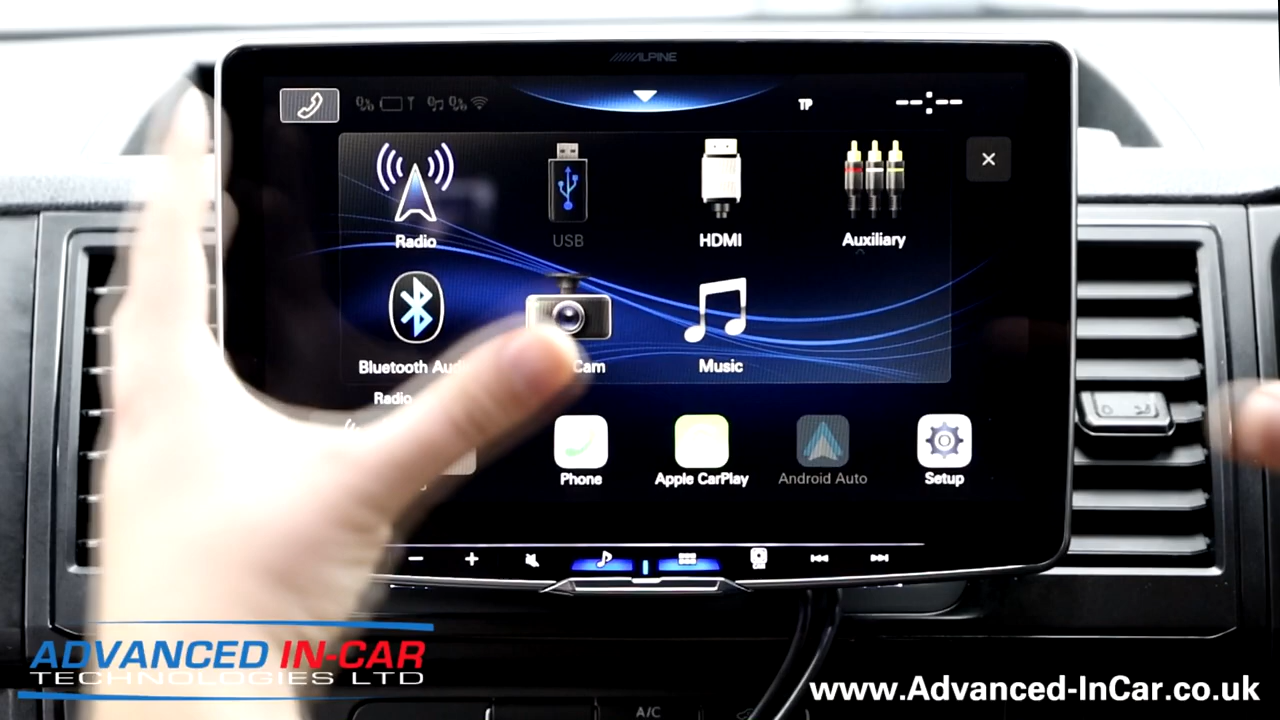 ALPINE
TP
Radio
USB
HDMI
Auxiliary
Bluetooth Aud
Cam
Music
Radio
Phone
Apple CarPlay
Android Auto
Setup
ADVANCED IN-CAR
TECHNOLOGIES LTD
www.Advanced-InCar.co.uk
A/C